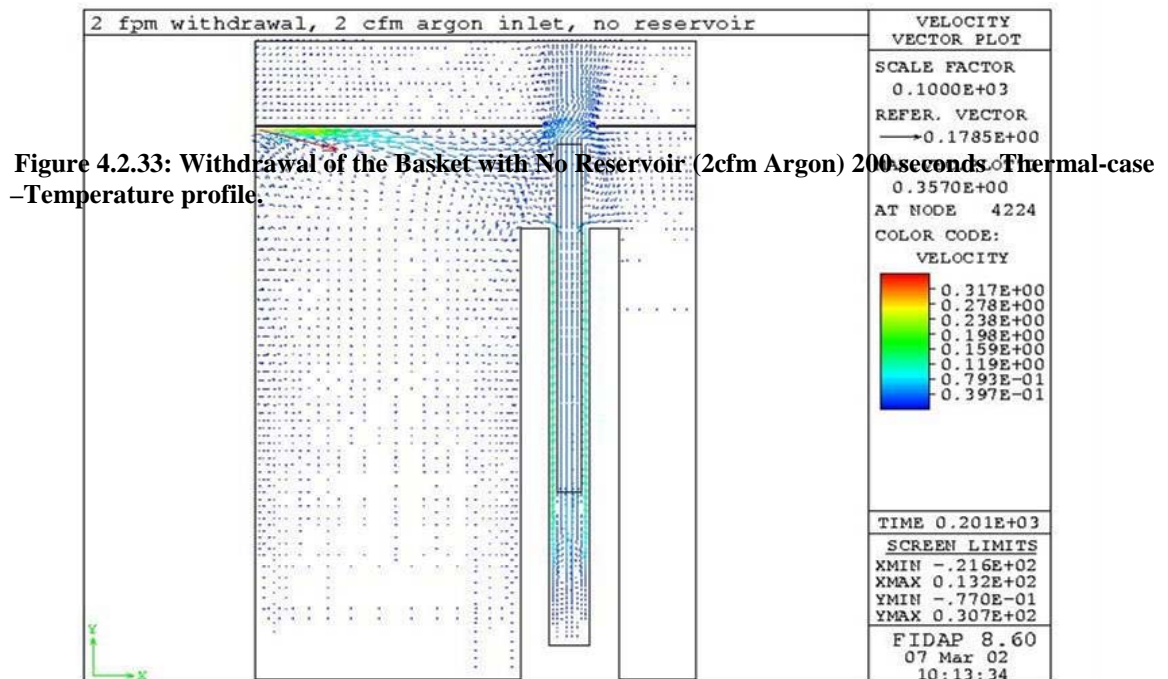 2 fpm withdrawal, 2 cfm argon inlet, no reservoir
VELOCITY
VECTOR PLOT
SCALE FACTOR
0.1000E+03
REFER. VECTOR
0.1785E+00
Figure 4.2.33: Withdrawal of the Basket with No Reservoir (2cfm Argon) 200 seconds. Thermal-case
–Temperature profile.
0.3570E+00
AT NODE 4224
COLOR CODE:
VELOCITY
0.317E+00
0.278E+00
0.238E+00
0.198E+00
0.159E+00
0.119E+00
0.793E-01
0.397E-01
TIME 0.201E+03
SCREEN LIMITS
XMIN -.216E+02
XMAX 0.132E+02
YMIN -.770E-01
YMAX 0.307E+02
FIDAP 8.60
07 Mar 02
10:13:34
Y
X